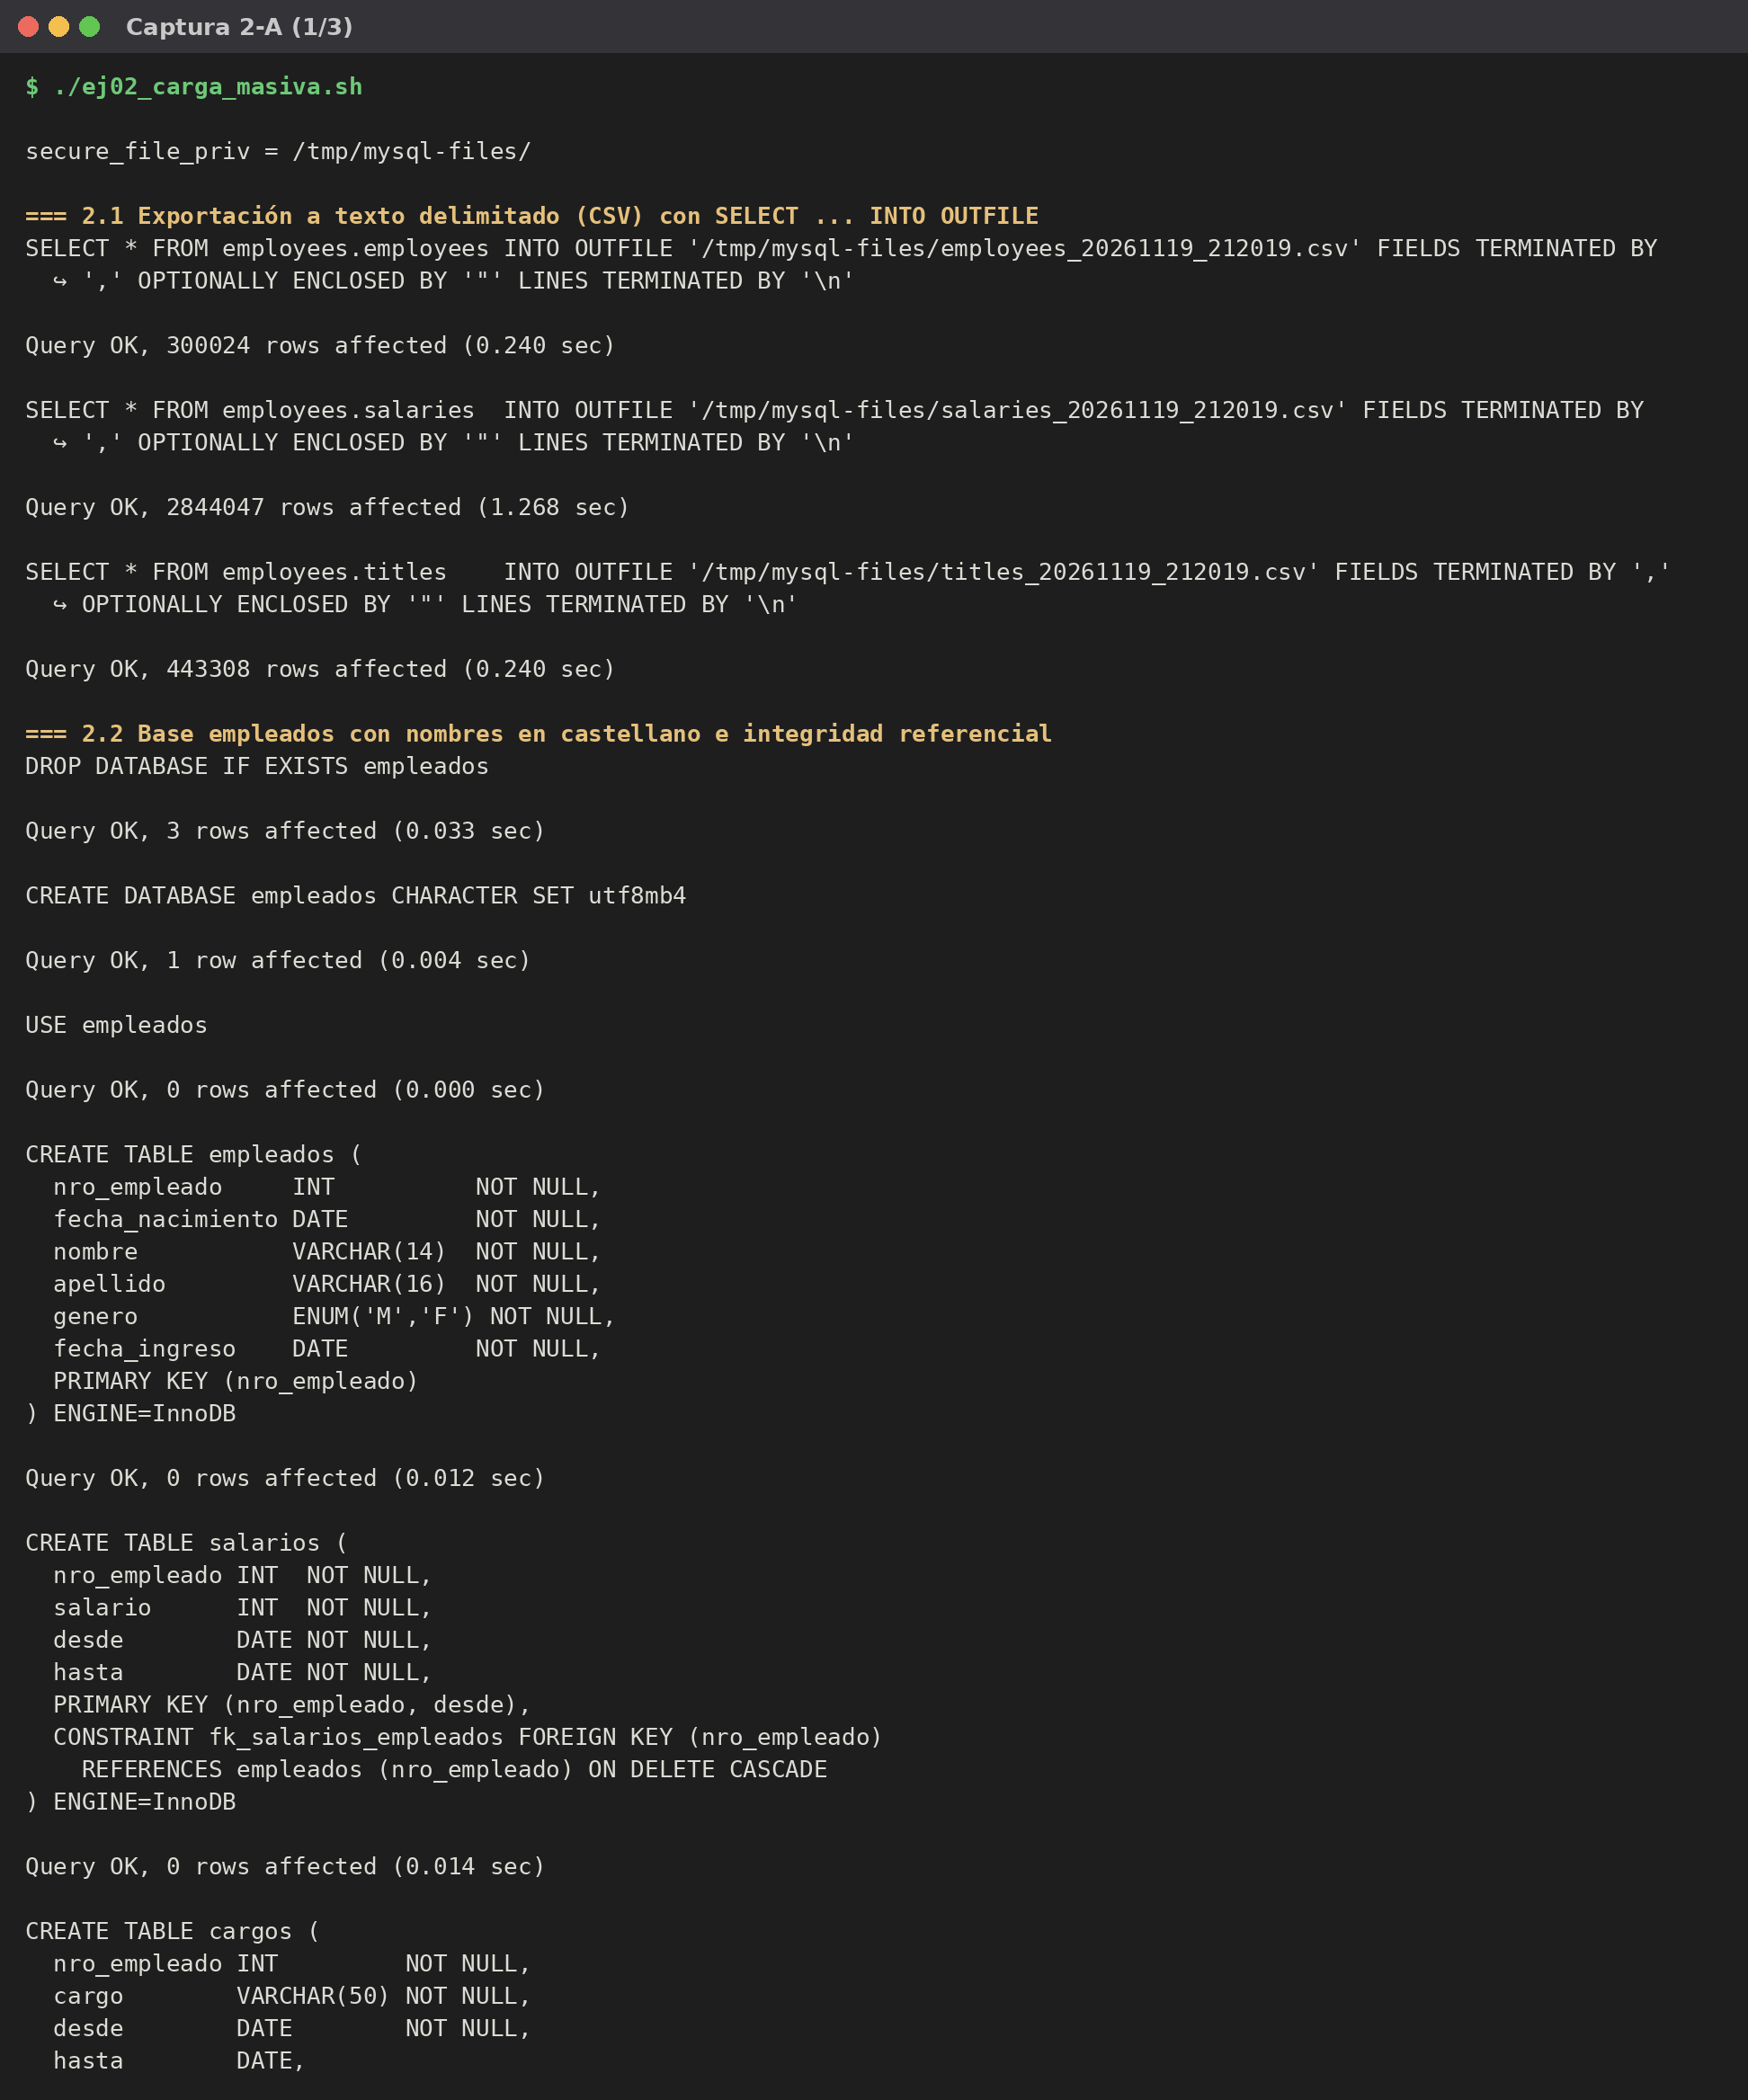 Captura 2-A (1/3)
$ ./ej02_carga_masiva.sh
secure_file_priv = /tmp/mysql-files/
=== 2.1 Exportación a texto delimitado (CSV) con SELECT ... INTO OUTFILE
SELECT * FROM employees.employees INTO OUTFILE '/tmp/mysql-files/employees_20261119_212019.csv' FIELDS TERMINATED BY
  ↪ ',' OPTIONALLY ENCLOSED BY '"' LINES TERMINATED BY '\n'
Query OK, 300024 rows affected (0.240 sec)
SELECT * FROM employees.salaries  INTO OUTFILE '/tmp/mysql-files/salaries_20261119_212019.csv' FIELDS TERMINATED BY
  ↪ ',' OPTIONALLY ENCLOSED BY '"' LINES TERMINATED BY '\n'
Query OK, 2844047 rows affected (1.268 sec)
SELECT * FROM employees.titles    INTO OUTFILE '/tmp/mysql-files/titles_20261119_212019.csv' FIELDS TERMINATED BY ','
  ↪ OPTIONALLY ENCLOSED BY '"' LINES TERMINATED BY '\n'
Query OK, 443308 rows affected (0.240 sec)
=== 2.2 Base empleados con nombres en castellano e integridad referencial
DROP DATABASE IF EXISTS empleados
Query OK, 3 rows affected (0.033 sec)
CREATE DATABASE empleados CHARACTER SET utf8mb4
Query OK, 1 row affected (0.004 sec)
USE empleados
Query OK, 0 rows affected (0.000 sec)
CREATE TABLE empleados (
  nro_empleado     INT          NOT NULL,
  fecha_nacimiento DATE         NOT NULL,
  nombre           VARCHAR(14)  NOT NULL,
  apellido         VARCHAR(16)  NOT NULL,
  genero           ENUM('M','F') NOT NULL,
  fecha_ingreso    DATE         NOT NULL,
  PRIMARY KEY (nro_empleado)
) ENGINE=InnoDB
Query OK, 0 rows affected (0.012 sec)
CREATE TABLE salarios (
  nro_empleado INT  NOT NULL,
  salario      INT  NOT NULL,
  desde        DATE NOT NULL,
  hasta        DATE NOT NULL,
  PRIMARY KEY (nro_empleado, desde),
  CONSTRAINT fk_salarios_empleados FOREIGN KEY (nro_empleado)
    REFERENCES empleados (nro_empleado) ON DELETE CASCADE
) ENGINE=InnoDB
Query OK, 0 rows affected (0.014 sec)
CREATE TABLE cargos (
  nro_empleado INT         NOT NULL,
  cargo        VARCHAR(50) NOT NULL,
  desde        DATE        NOT NULL,
  hasta        DATE,